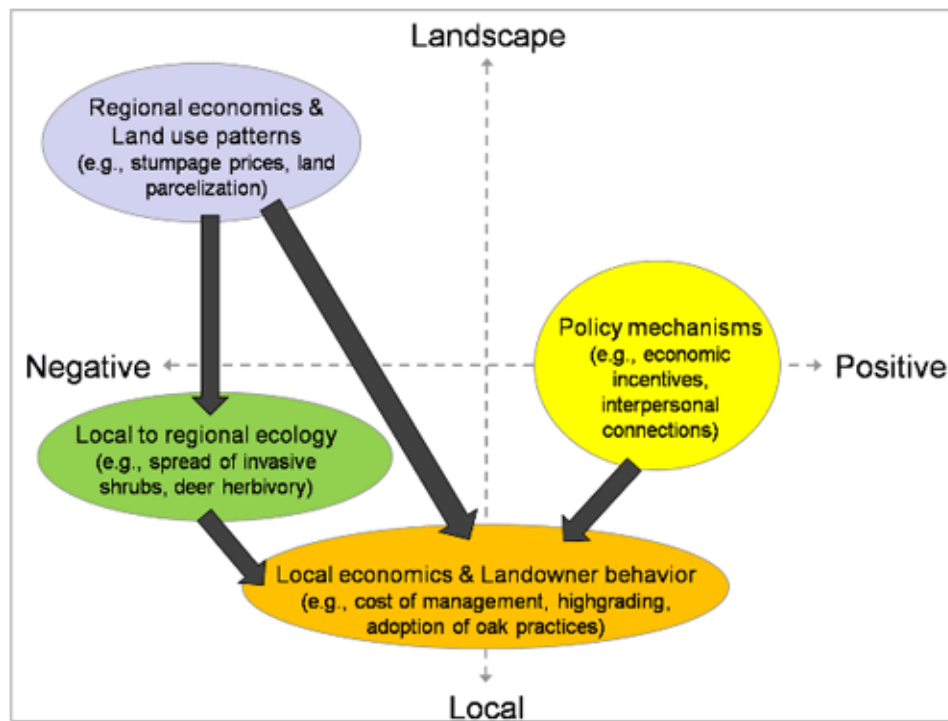 Landscape
Regional economics &
Land use patterns
(e.g., stumpage prices, land
parcelization)
Policy mechanisms
(e.g., economic
incentives,
interpersonal
connections)
Negative
Positive
Local to regional ecology
(e.g., spread of invasive
shrubs, deer herbivory)
Local economics & Landowner behavior
(e.g., cost of management, highgrading,
adoption of oak practices)
Local